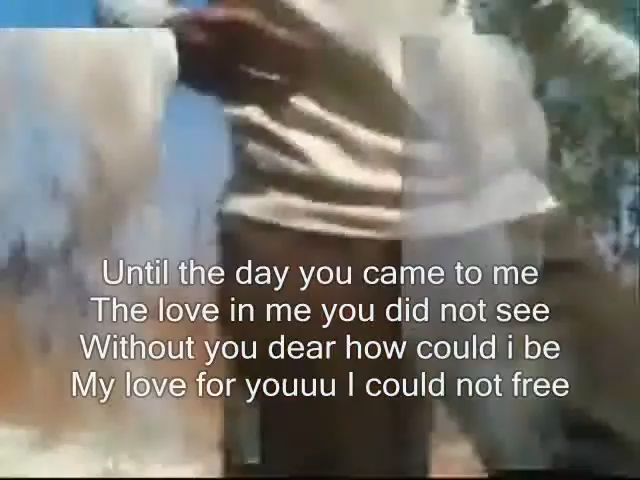 Until the day you came to me
The love in me you did not see
Without you dear how could i be
My love for youuu I could not free